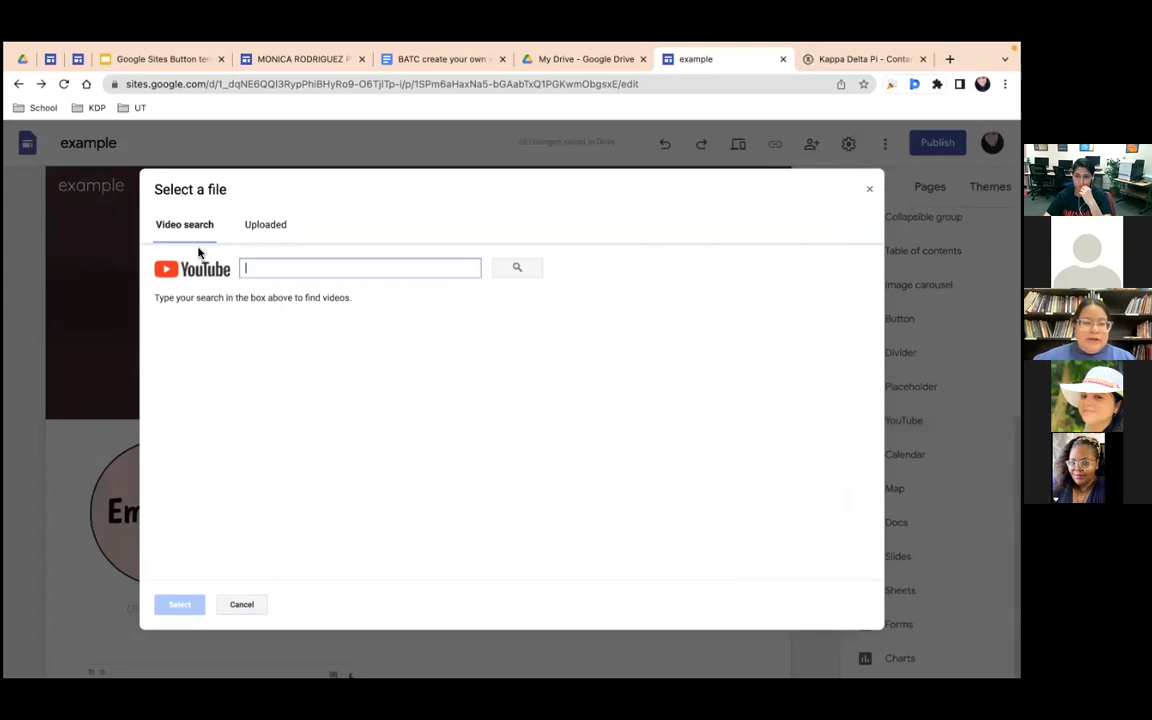 Google Sites Button te
MONICA RODRIGUEZ P
BATC create your own
My Drive - Google Drive
example
Kappa Delta Pi - Contac
sites.google.com/d/1_dqNE6QQI3RypPhiBHyRo9-O6TjlTp-i/p/1SPm6aHaxNa5-bGAabTxQ1PGKwmObgsxE/edit
School
KDP
UT
example
Publish
example
Select a file
Pages
Themes
Video search
Uploaded
YouTube
Type your search in the box above to find videos.
Collapsible group
Table of contents
Image carousel
Button
Divider
Placeholder
YouTube
Calendar
Map
Docs
Slides
Sheets
Forms
Charts
Em
Select
Cancel